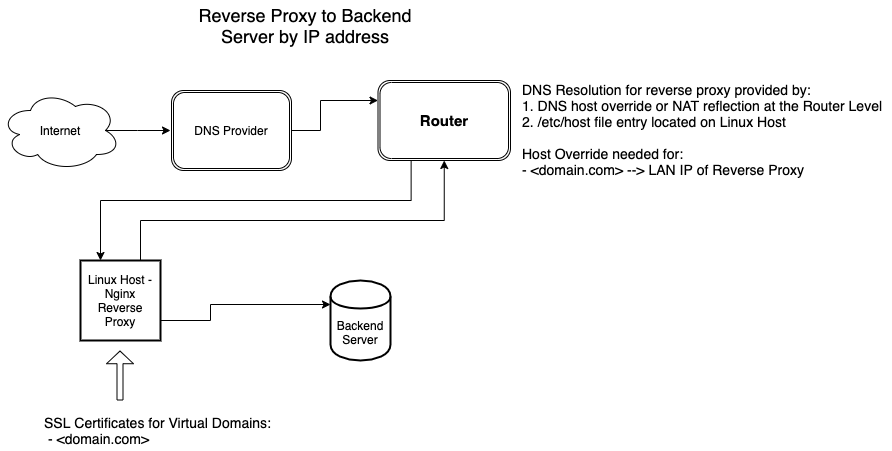 Reverse Proxy to Backend
Server by IP address
Internet
DNS Provider
Router
DNS Resolution for reverse proxy provided by:
1. DNS host override or NAT reflection at the Router Level
2. /etc/host file entry located on Linux Host
Host Override needed for:
- <domain.com> --> LAN IP of Reverse Proxy
Linux Host -
Nginx
Reverse
Proxy
Backend
Server
SSL Certificates for Virtual Domains:
- <domain.com>